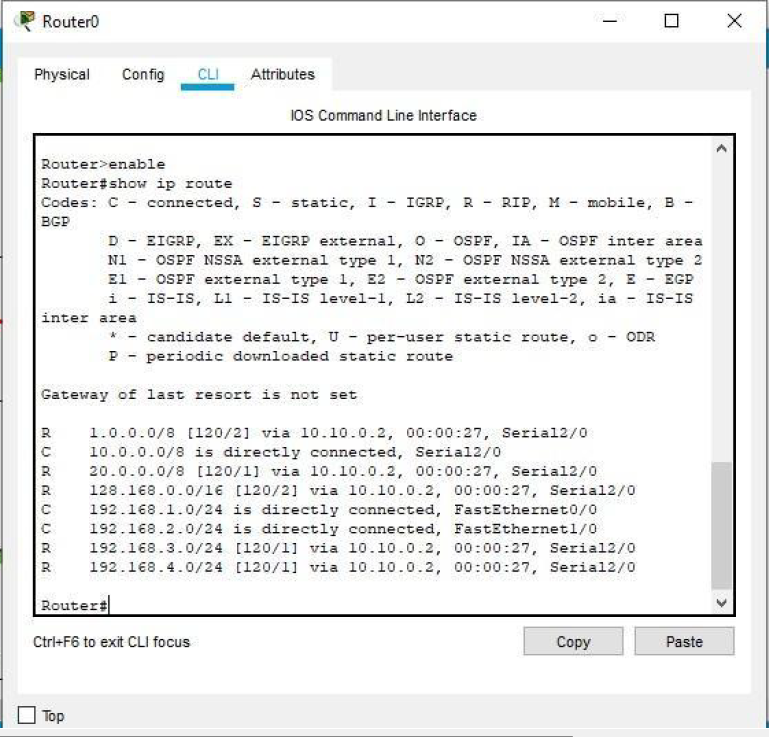 Router0
Physical Config CLI Attributes
IOS Command Line Interface
Router>enable
Router#show ip route
Codes: C - connected, S - static, I - IGRP, R - RIP, M - mobile, B -
BGP
       D - EIGRP, EX - EIGRP external, O - OSPF, IA - OSPF inter area
       N1 - OSPF NSSA external type 1, N2 - OSPF NSSA external type 2
       E1 - OSPF external type 1, E2 - OSPF external type 2, E - EGP
       i - IS-IS, L1 - IS-IS level-1, L2 - IS-IS level-2, ia - IS-IS
inter area
       * - candidate default, U - per-user static route, o - ODR
       P - periodic downloaded static route
Gateway of last resort is not set
R    1.0.0.0/8 [120/2] via 10.10.0.2, 00:00:27, Serial2/0
C    10.0.0.0/8 is directly connected, Serial2/0
R    20.0.0.0/8 [120/1] via 10.10.0.2, 00:00:27, Serial2/0
R    128.168.0.0/16 [120/2] via 10.10.0.2, 00:00:27, Serial2/0
C    192.168.1.0/24 is directly connected, FastEthernet0/0
C    192.168.2.0/24 is directly connected, FastEthernet1/0
R    192.168.3.0/24 [120/1] via 10.10.0.2, 00:00:27, Serial2/0
R    192.168.4.0/24 [120/1] via 10.10.0.2, 00:00:27, Serial2/0
Router#
Ctrl+F6 to exit CLI focus
Copy Paste
Top